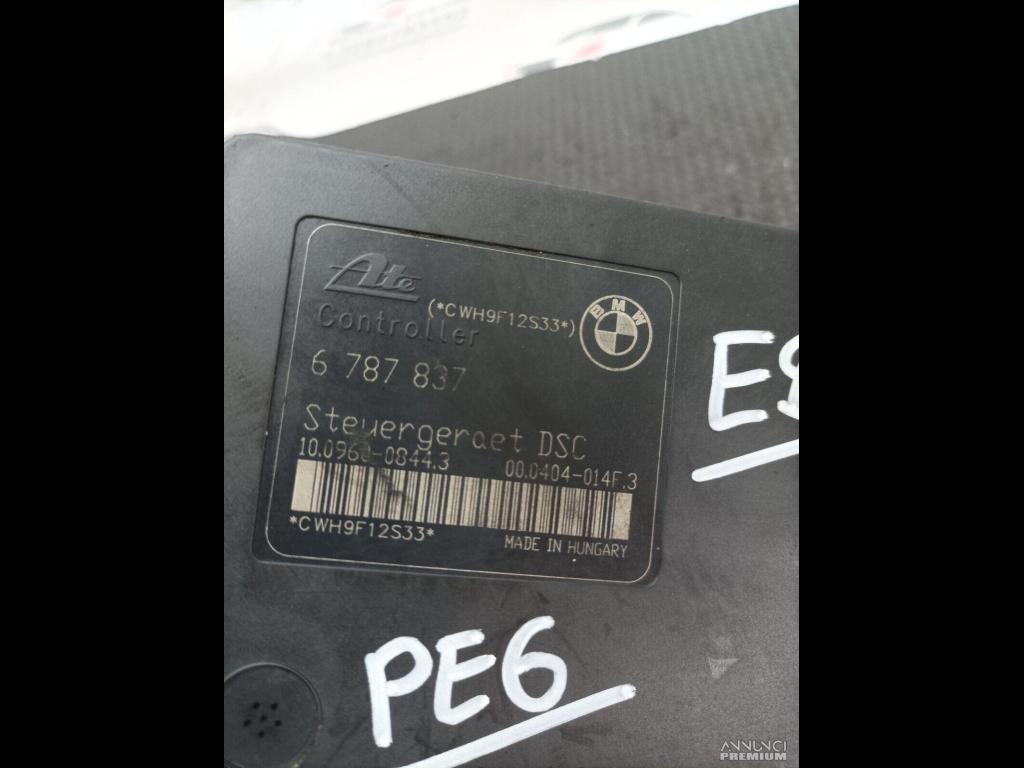 Ate
(*CWH9F12S33*)
BMW
Controller
6 787 837
Steuergeraet DSC
00.0404-014F.3
*CWH9F12S33*
MADE IN HUNGARY
PE6
ANNUNCI
PREMIUM